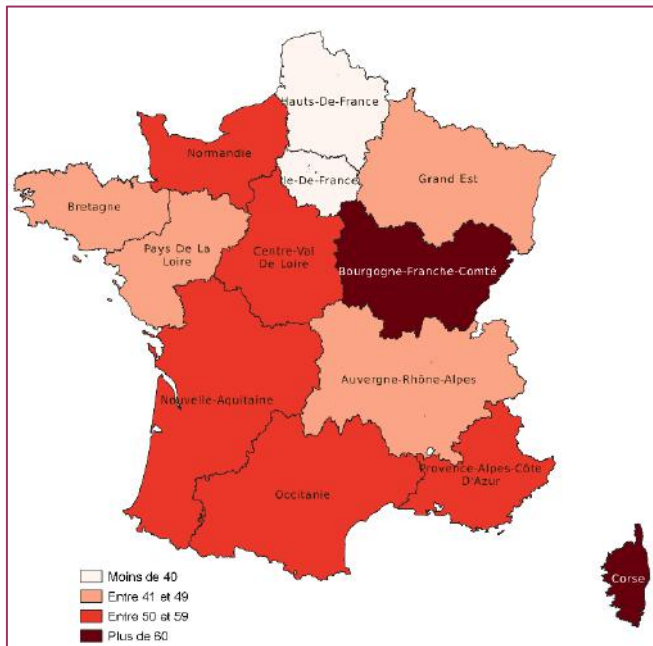 Hauts-De-France
Normandie
Ile-De-France
Grand Est
Bretagne
Pays De La
Loire
Centre-Val
De Loire
Bourgogne-Franche-Comté
Auvergne-Rhône-Alpes
Nouvelle-Aquitaine
Provence-Alpes-Côte
D'Azur
Occitanie
Corse
Moins de 40
Entre 41 et 49
Entre 50 et 59
Plus de 60